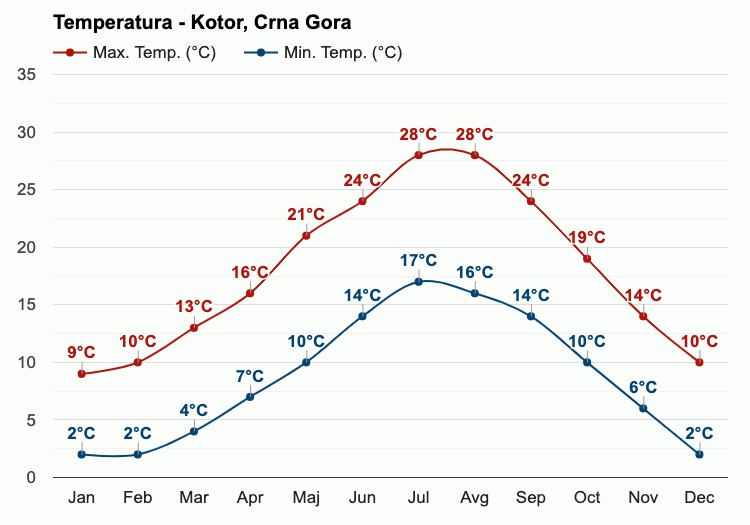 Temperatura - Kotor, Crna Gora
Max. Temp. (°C) Min. Temp. (°C)
35
30
25
20
15
10
5
0
9°C 10°C 13°C 16°C 21°C 24°C 28°C 28°C 24°C 19°C 14°C 10°C
2°C 2°C 4°C 7°C 10°C 14°C 17°C 16°C 14°C 10°C 6°C 2°C
Jan Feb Mar Apr Maj Jun Jul Avg Sep Oct Nov Dec